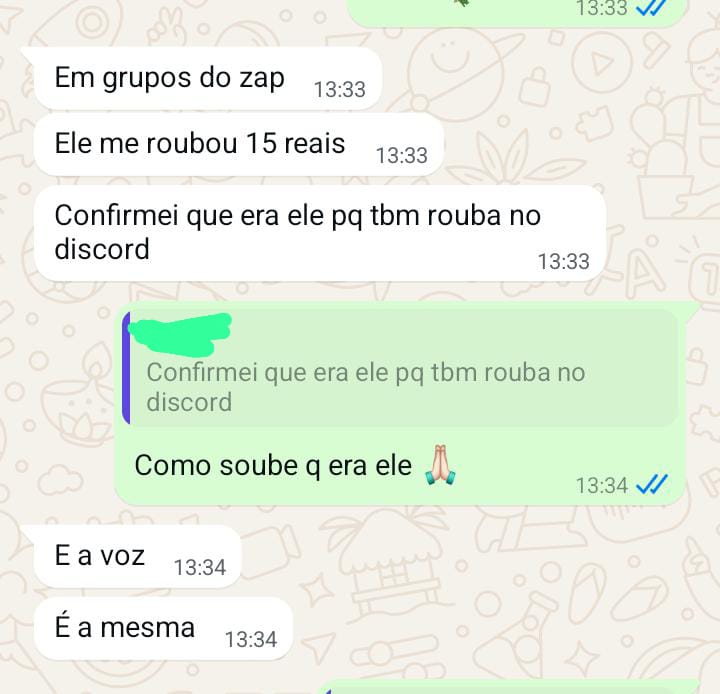 13:33
Em grupos do zap 13:33
Ele me roubou 15 reais 13:33
Confirmei que era ele pq tbm rouba no
discord 13:33
Confirmei que era ele pq tbm rouba no
discord
Como soube q era ele 🙏🏻 13:34
E a voz 13:34
É a mesma 13:34